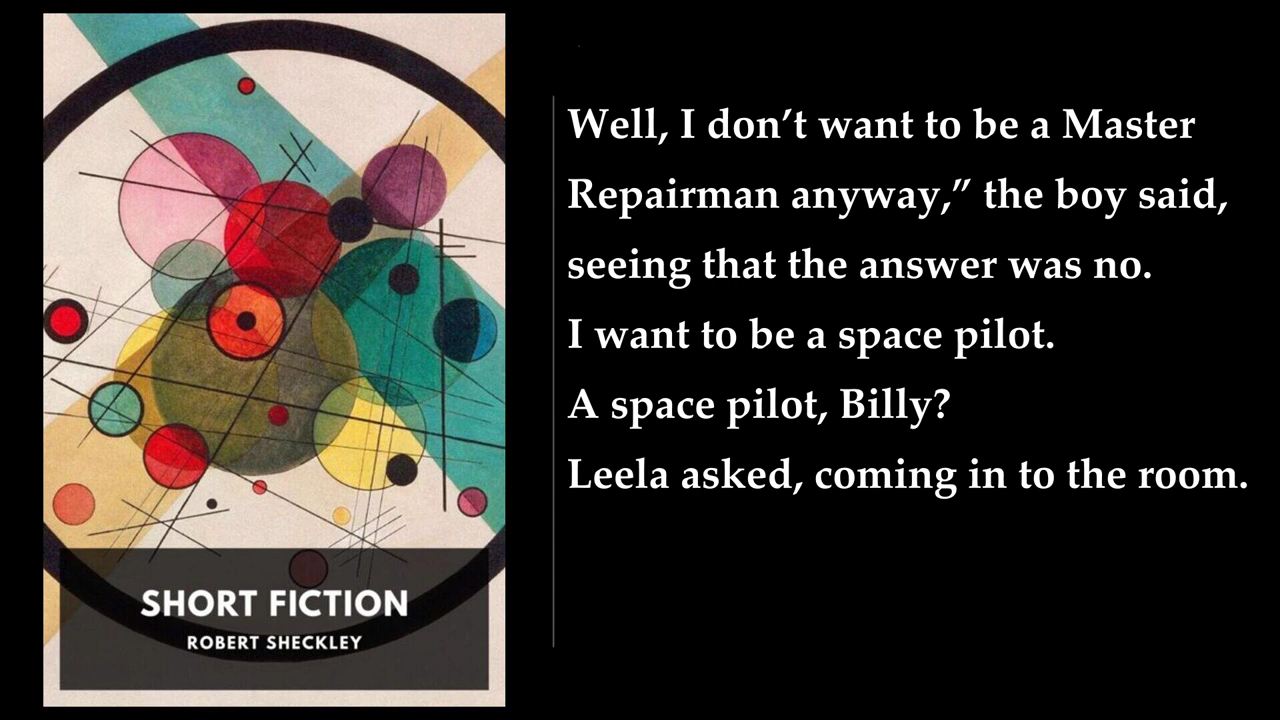 SHORT FICTION
ROBERT SHECKLEY
Well, I don’t want to be a Master
Repairman anyway,” the boy said,
seeing that the answer was no.
I want to be a space pilot.
A space pilot, Billy?
Leela asked, coming in to the room.